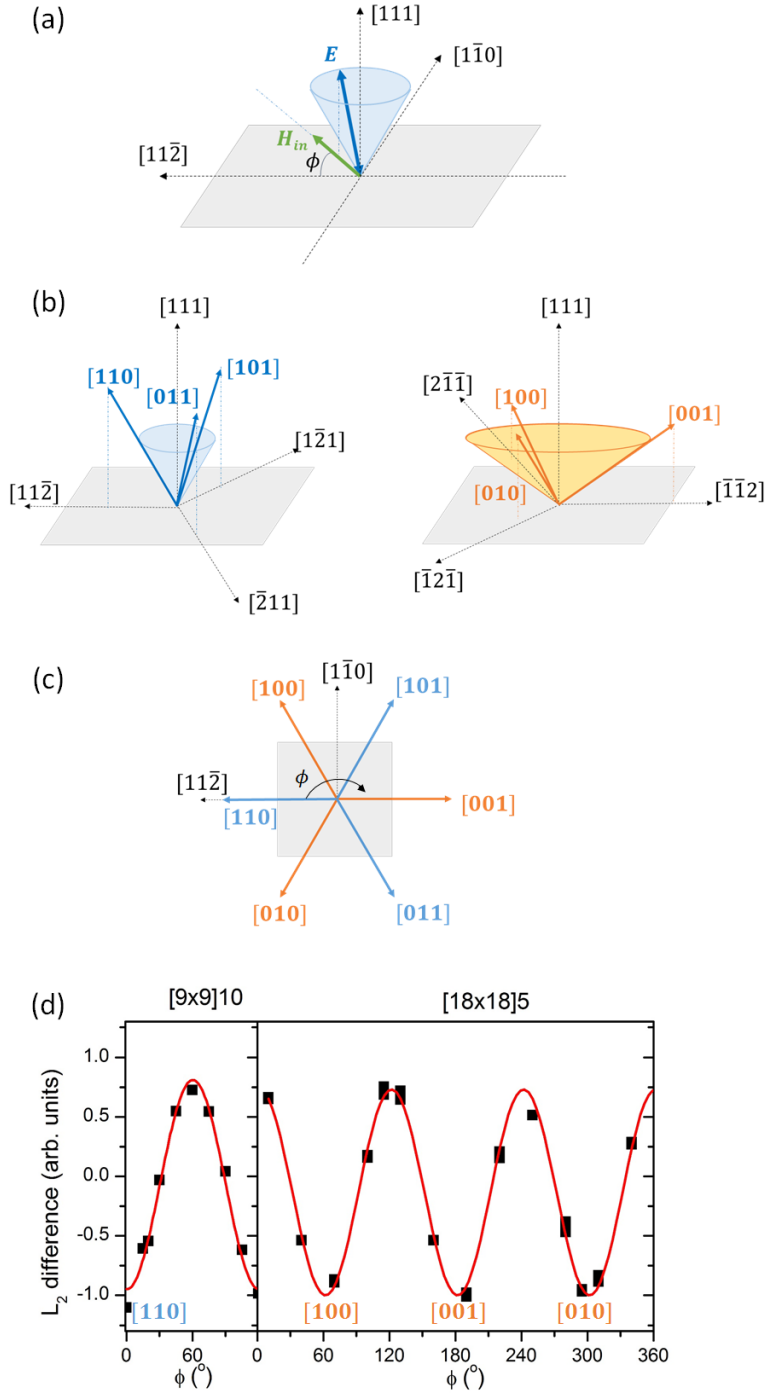 (a)
[111]
[11̅0]
E
H_in
ϕ
[112̅]
(b)
[111]
[110]
[101]
[011]
[12̅1]
[112̅]
[2̅11]
[111]
[21̅1̅]
[100]
[001]
[010]
[1̅1̅2]
[1̅21̅]
(c)
[11̅0]
[100]
[101]
ϕ
[112̅]
[110]
[001]
[010]
[011]
(d)
[9x9]10
[18x18]5
1.0
0.5
0.0
-0.5
-1.0
L₂ difference (arb. units)
[110]
[100]
[001]
[010]
0 60 0 60 120 180 240 300 360
ϕ (°)
ϕ (°)